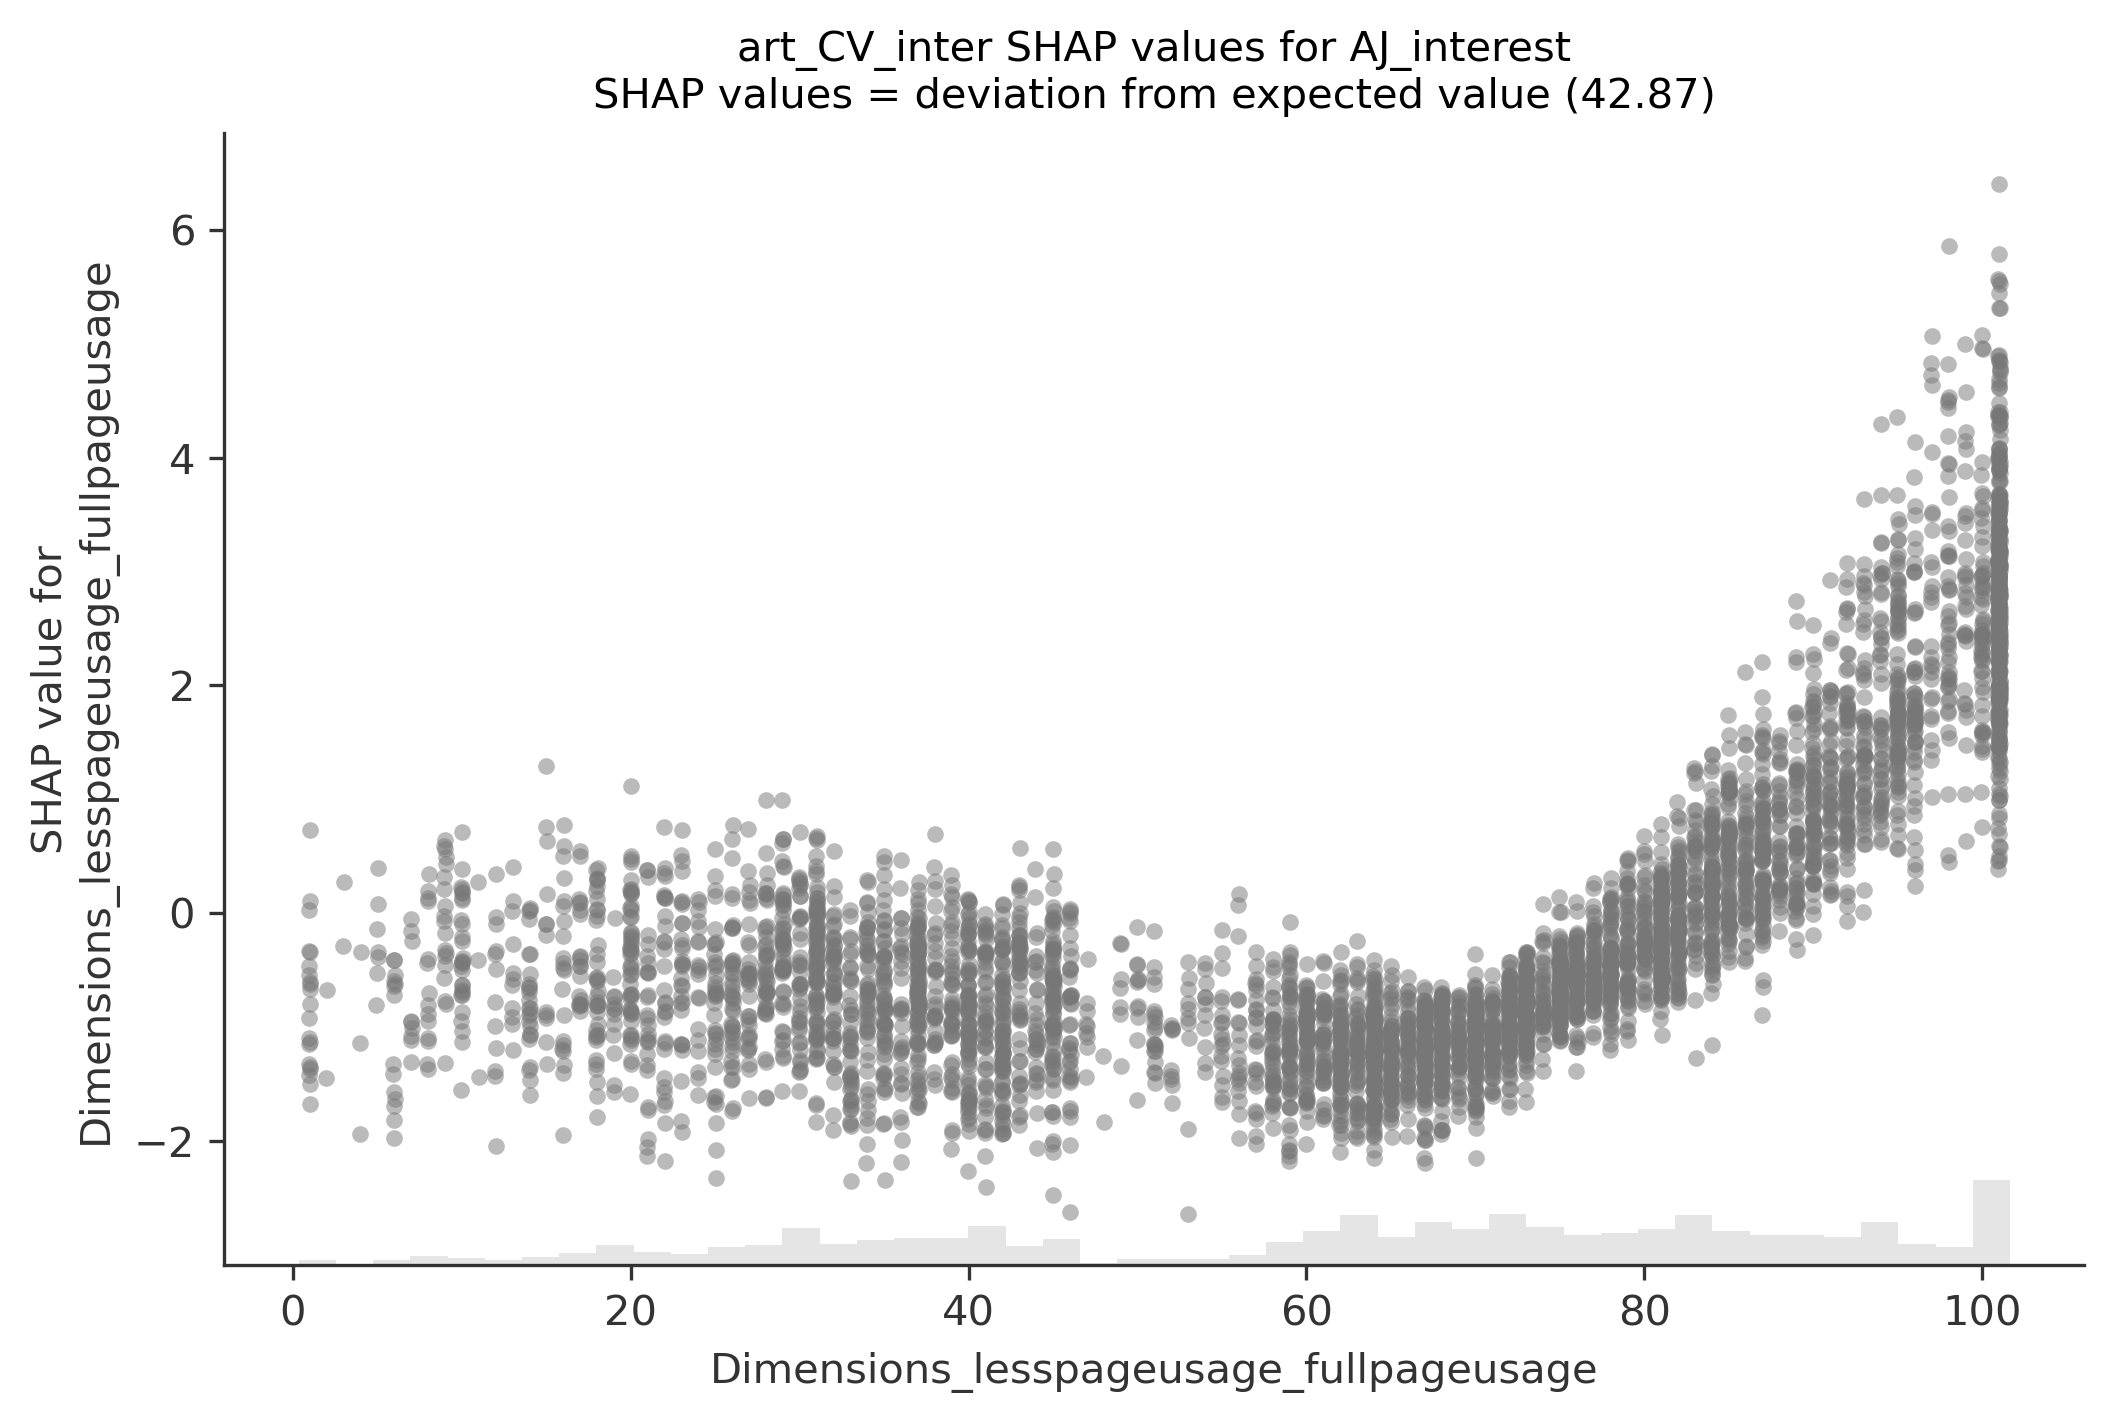 art_CV_inter SHAP values for AJ_interest
SHAP values = deviation from expected value (42.87)
SHAP value for
Dimensions_lesspageusage_fullpageusage
6
4
2
0
−2
0 20 40 60 80 100
Dimensions_lesspageusage_fullpageusage